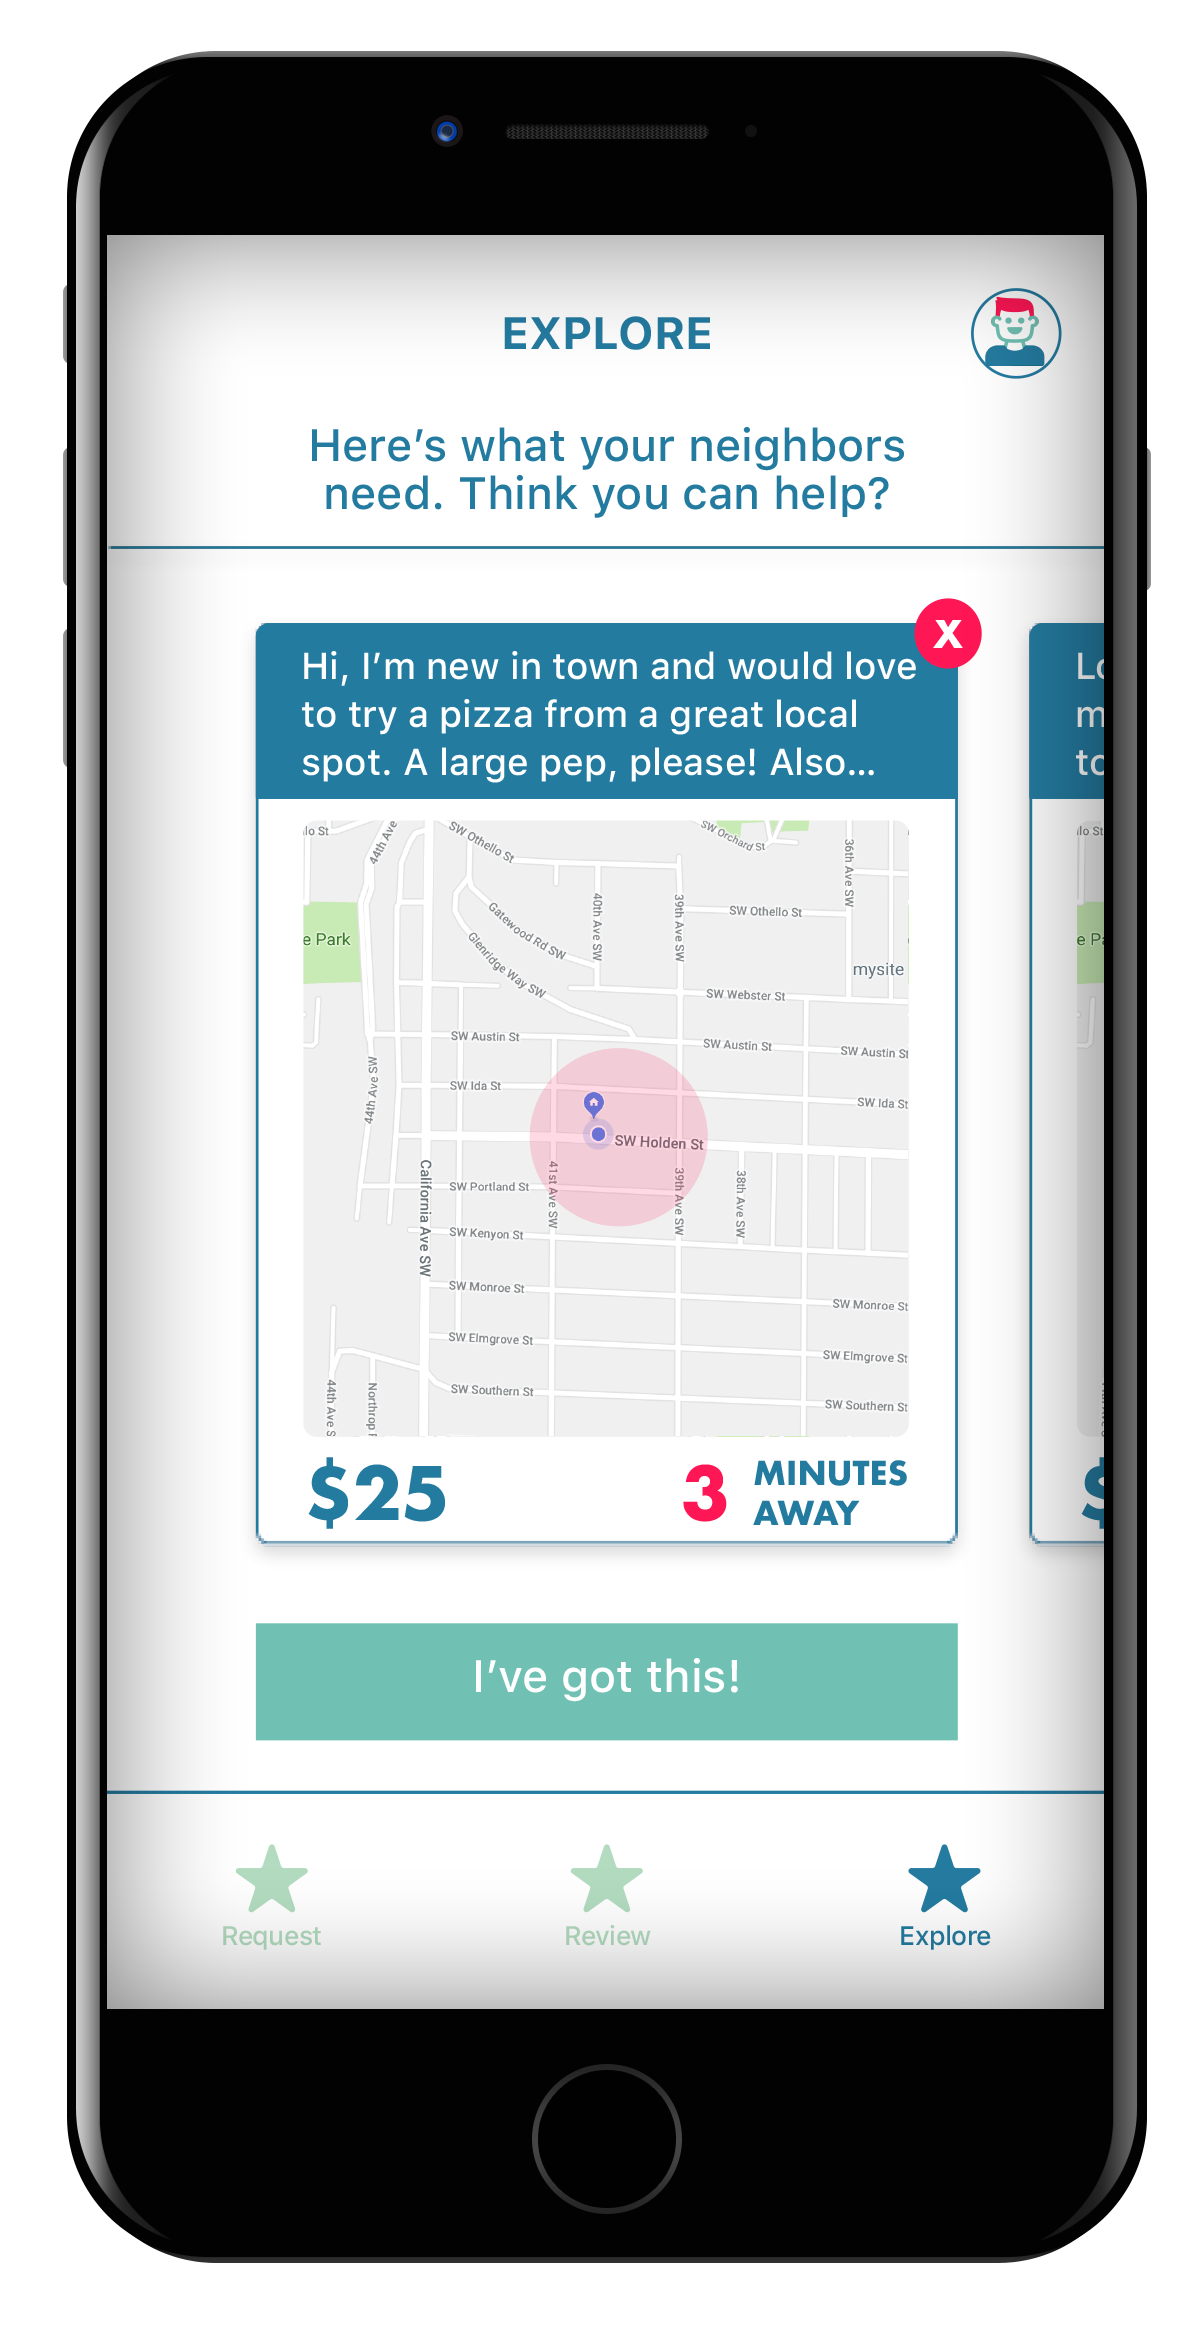 EXPLORE
Here's what your neighbors
need. Think you can help?
X
Hi, I'm new in town and would love
to try a pizza from a great local
spot. A large pep, please! Also...
lo St
44th Ave
SW Othello St
SW Orchard St
36th Ave SW
40th Ave SW
39th Ave SW
SW Othello St
Gatewood Rd SW
e Park
Glenridge Way SW
mysite
SW Webster St
SW Austin St
SW Austin St
SW Austin St
44th Ave SW
SW Ida St
SW Ida St
SW Holden St
California Ave SW
41st Ave SW
39th Ave SW
38th Ave SW
SW Portland St
SW Kenyon St
SW Monroe St
SW Monroe St
SW Elmgrove St
SW Elmgrove St
SW Southern St
SW Southern St
44th Ave S
Northrop
$25
3 MINUTES
AWAY
Lo
m
to
lo St
e Pa
$
I've got this!
Request
Review
Explore